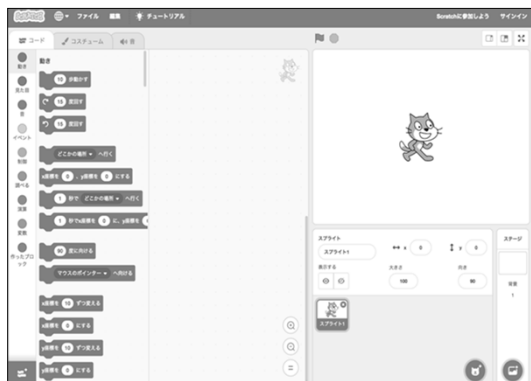 SCRATCH ファイル 編集 チュートリアル Scratchに参加しよう サインイン
コード コスチューム 音
動き
見た目
音
イベント
制御
調べる
演算
変数
作ったブロック
動き
10 歩動かす
15 度回す
15 度回す
どこかの場所 へ行く
x座標を 0 、y座標を 0 にする
1 秒で どこかの場所 へ行く
1 秒でx座標を 0 に、y座標を
90 度に向ける
マウスのポインター へ向ける
x座標を 10 ずつ変える
x座標を 0 にする
y座標を 10 ずつ変える
y座標を 0 にする
スプライト
スプライト1 x 0 y 0
表示する 大きさ 100 向き 90
スプライト1
ステージ
背景
1